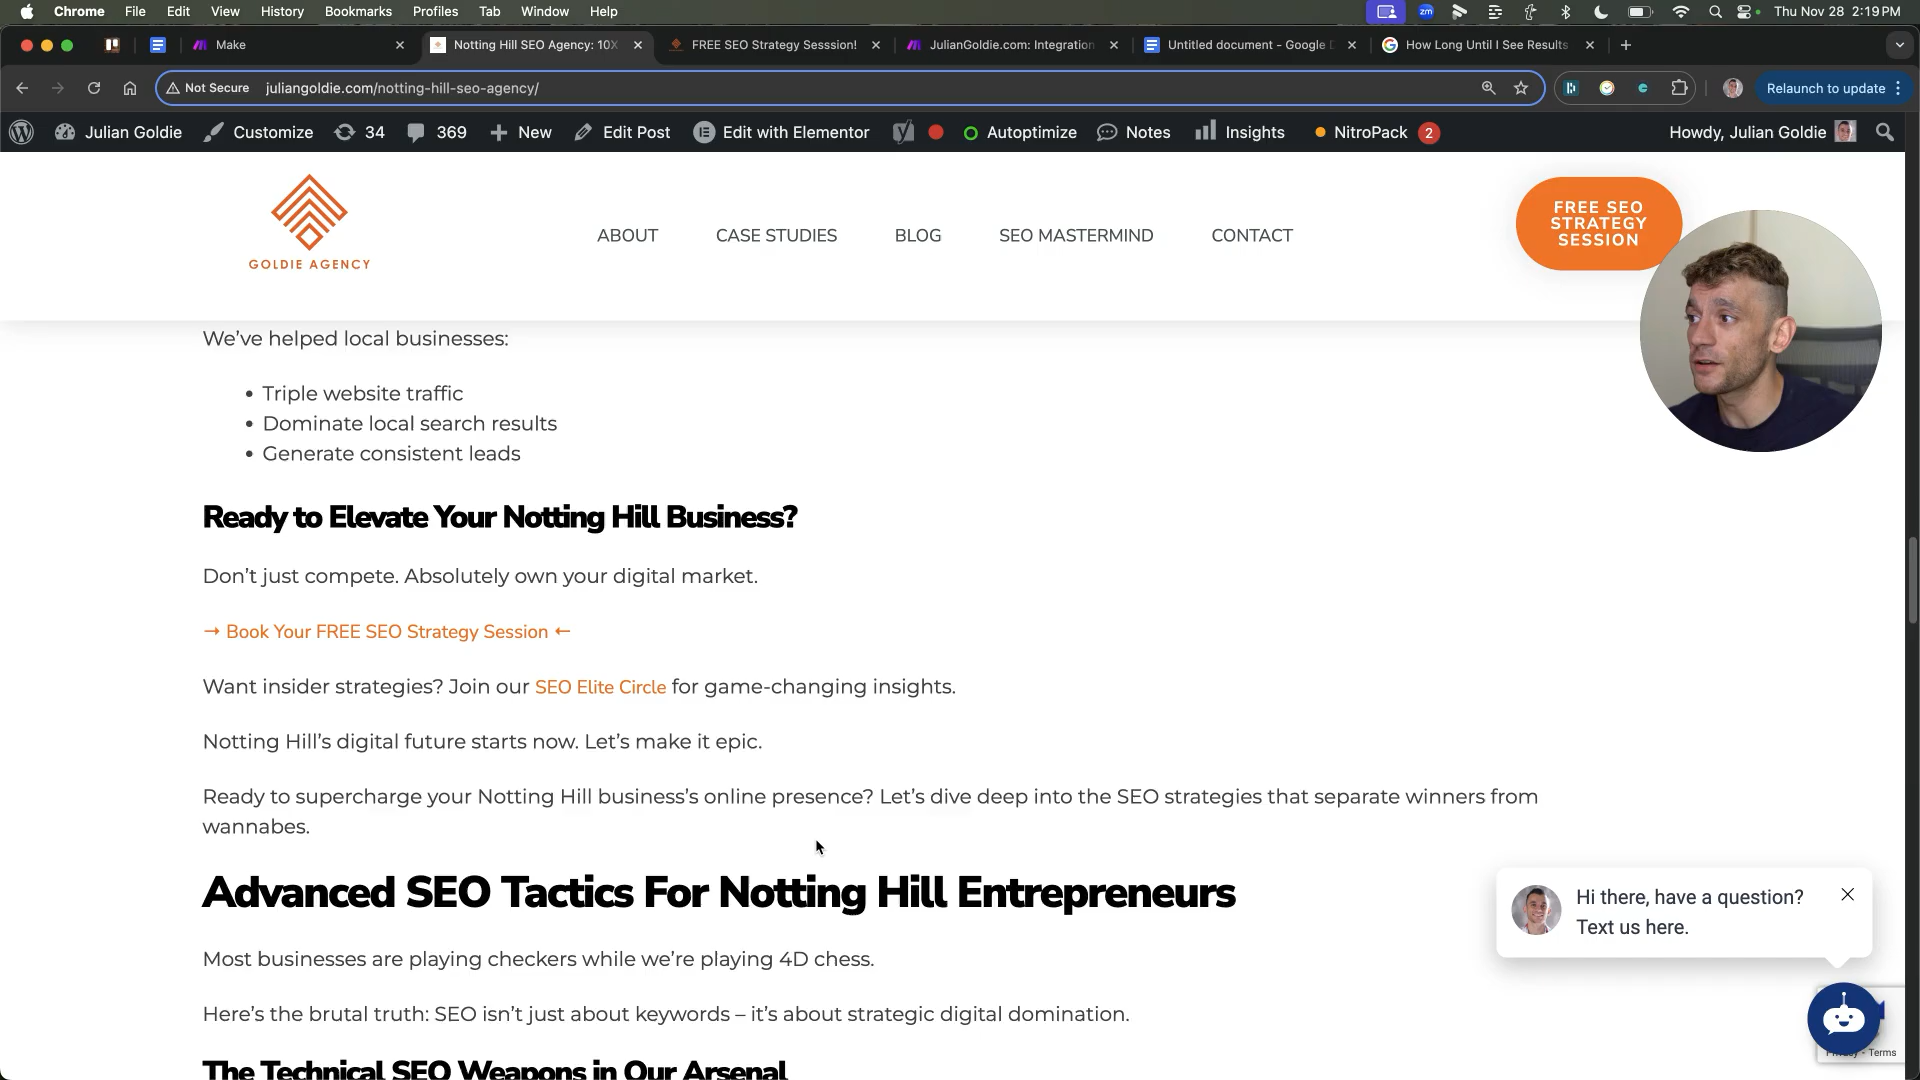 Chrome File Edit View History Bookmarks Profiles Tab Window Help zm Thu Nov 28 2:19 PM
Make Notting Hill SEO Agency: 10X FREE SEO Strategy Sesssion! JulianGoldie.com: Integration Untitled document - Google D How Long Until I See Results
Not Secure juliangoldie.com/notting-hill-seo-agency/ Relaunch to update
Julian Goldie Customize 34 369 New Edit Post Edit with Elementor Autoptimize Notes Insights NitroPack 2 Howdy, Julian Goldie
GOLDIE AGENCY
ABOUT CASE STUDIES BLOG SEO MASTERMIND CONTACT
FREE SEO
STRATEGY
SESSION
We’ve helped local businesses:
• Triple website traffic
• Dominate local search results
• Generate consistent leads
Ready to Elevate Your Notting Hill Business?
Don’t just compete. Absolutely own your digital market.
→ Book Your FREE SEO Strategy Session ←
Want insider strategies? Join our SEO Elite Circle for game-changing insights.
Notting Hill’s digital future starts now. Let’s make it epic.
Ready to supercharge your Notting Hill business’s online presence? Let’s dive deep into the SEO strategies that separate winners from
wannabes.
Advanced SEO Tactics For Notting Hill Entrepreneurs
Most businesses are playing checkers while we’re playing 4D chess.
Here’s the brutal truth: SEO isn’t just about keywords – it’s about strategic digital domination.
The Technical SEO Weapons in Our Arsenal
Hi there, have a question?
Text us here.
- Terms